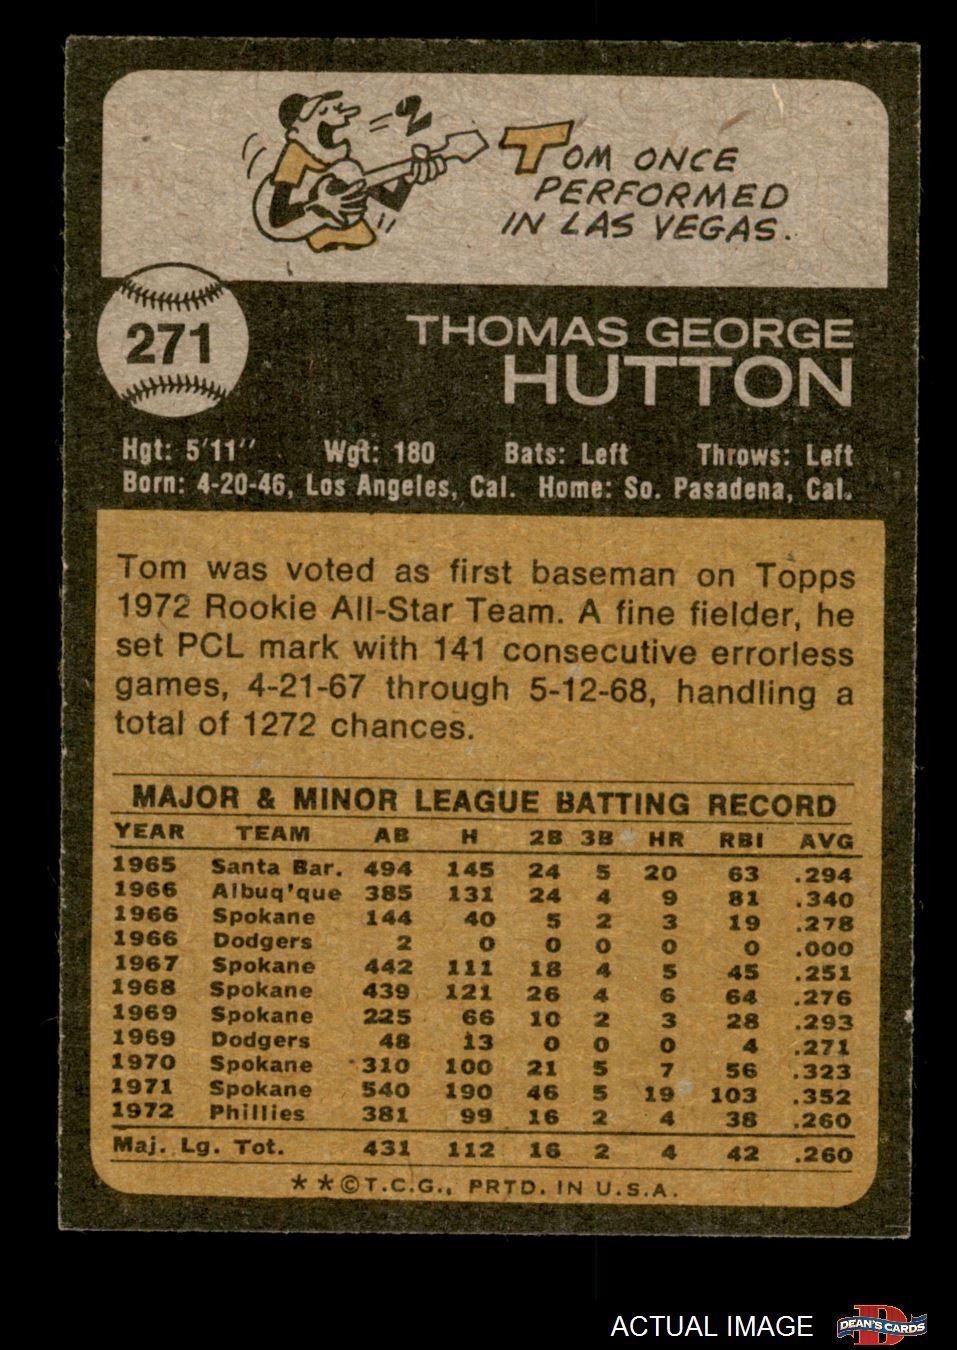 2
TOM ONCE
PERFORMED
IN LAS VEGAS.
271
THOMAS GEORGE
HUTTON
Hgt: 5'11" Wgt: 180 Bats: Left Throws: Left
Born: 4-20-46, Los Angeles, Cal. Home: So. Pasadena, Cal.
Tom was voted as first baseman on Topps
1972 Rookie All-Star Team. A fine fielder, he
set PCL mark with 141 consecutive errorless
games, 4-21-67 through 5-12-68, handling a
total of 1272 chances.
MAJOR & MINOR LEAGUE BATTING RECORD
YEAR TEAM AB H 2B 3B HR RBI AVG
1965 Santa Bar. 494 145 24 5 20 63 .294
1966 Albuq'que 385 131 24 4 9 81 .340
1966 Spokane 144 40 5 2 3 19 .278
1966 Dodgers 2 0 0 0 0 0 .000
1967 Spokane 442 111 18 4 5 45 .251
1968 Spokane 439 121 26 4 6 64 .276
1969 Spokane 225 66 10 2 3 28 .293
1969 Dodgers 48 13 0 0 0 4 .271
1970 Spokane 310 100 21 5 7 56 .323
1971 Spokane 540 190 46 5 19 103 .352
1972 Phillies 381 99 16 2 4 38 .260
Maj. Lg. Tot. 431 112 16 2 4 42 .260
**©T.C.G., PRTD. IN U.S.A.
ACTUAL IMAGE
D
DEAN'S CARDS